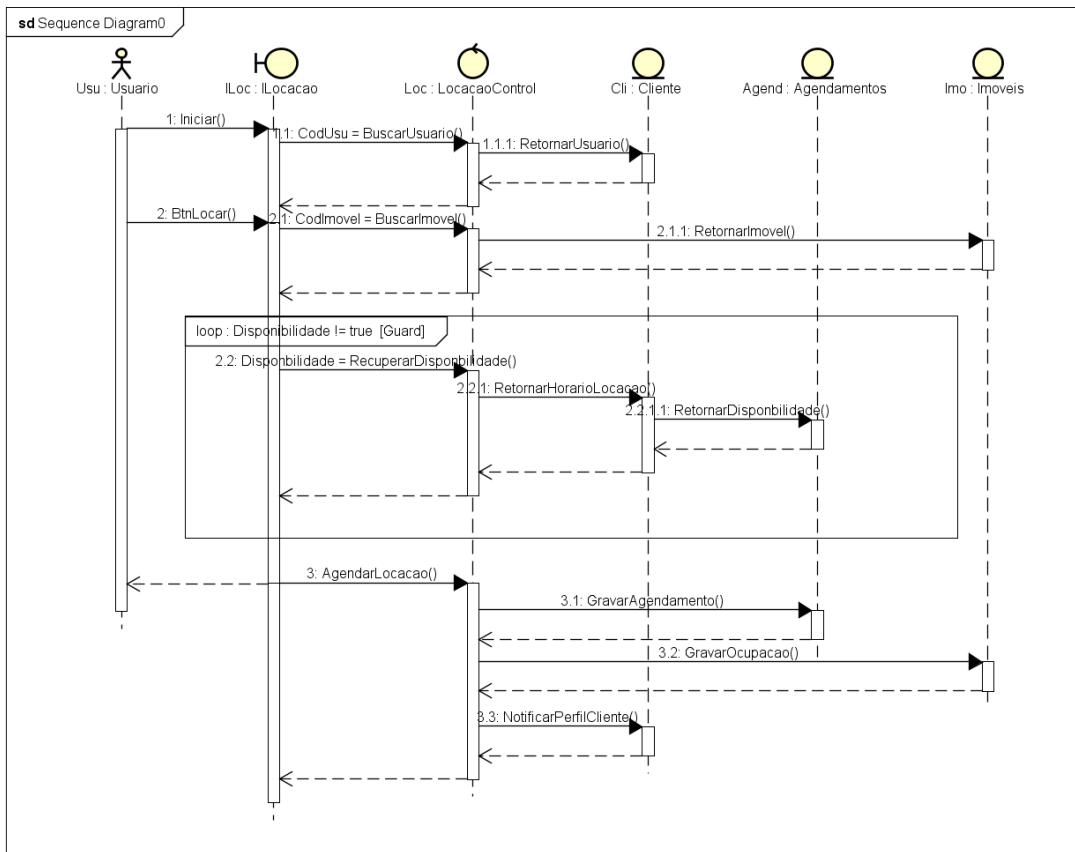 sd Sequence Diagram0
Usu : Usuario
ILoc : ILocacao
Loc : LocacaoControl
Cli : Cliente
Agend : Agendamentos
Imo : Imoveis
1: Iniciar()
1.1: CodUsu = BuscarUsuario()
1.1.1: RetornarUsuario()
2: BtnLocar()
2.1: CodImovel = BuscarImovel()
2.1.1: RetornarImovel()
loop : Disponibilidade != true [Guard]
2.2: Disponbilidade = RecuperarDisponbilidade()
2.2.1: RetornarHorarioLocacao()
2.2.1.1: RetornarDisponbilidade()
3: AgendarLocacao()
3.1: GravarAgendamento()
3.2: GravarOcupacao()
3.3: NotificarPerfilCliente()